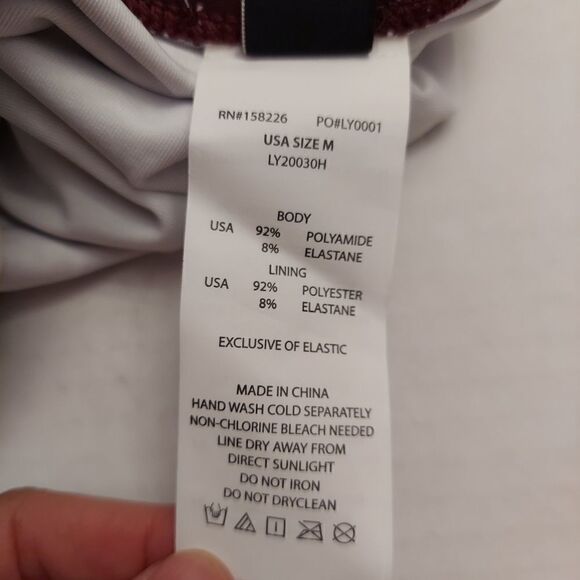 RN#158226 PO#LY0001
USA SIZE M
LY20030H
BODY
USA 92% POLYAMIDE
8% ELASTANE
LINING
USA 92% POLYESTER
8% ELASTANE
EXCLUSIVE OF ELASTIC
MADE IN CHINA
HAND WASH COLD SEPARATELY
NON-CHLORINE BLEACH NEEDED
LINE DRY AWAY FROM
DIRECT SUNLIGHT
DO NOT IRON
DO NOT DRYCLEAN